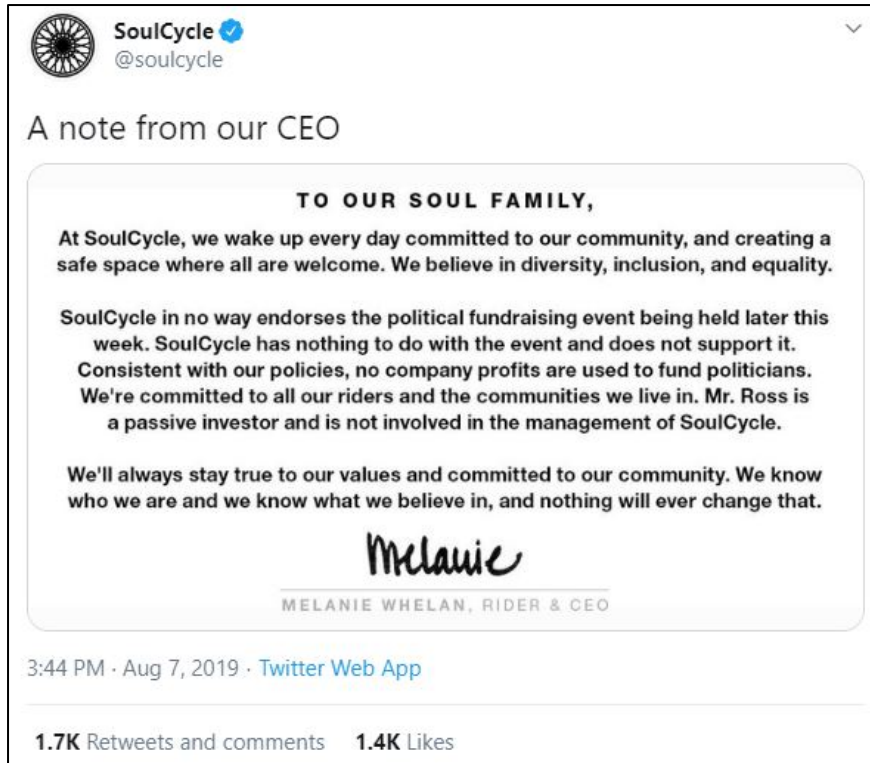 SoulCycle
@soulcycle
A note from our CEO
TO OUR SOUL FAMILY,
At SoulCycle, we wake up every day committed to our community, and creating a
safe space where all are welcome. We believe in diversity, inclusion, and equality.
SoulCycle in no way endorses the political fundraising event being held later this
week. SoulCycle has nothing to do with the event and does not support it.
Consistent with our policies, no company profits are used to fund politicians.
We're committed to all our riders and the communities we live in. Mr. Ross is
a passive investor and is not involved in the management of SoulCycle.
We'll always stay true to our values and committed to our community. We know
who we are and we know what we believe in, and nothing will ever change that.
Melanie
MELANIE WHELAN, RIDER & CEO
3:44 PM · Aug 7, 2019 · Twitter Web App
1.7K Retweets and comments 1.4K Likes